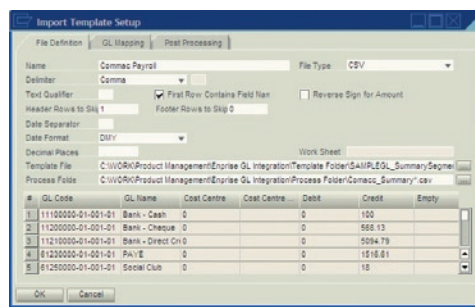 Import Template Setup
File Definition GL Mapping Post Processing
Name Commac Payroll File Type CSV
Delimiter Comma
Text Qualifier First Row Contains Field Nan Reverse Sign for Amount
Header Rows to Skip 1 Footer Rows to Skip 0
Date Separator
Date Format DMY
Decimal Places Work Sheet
Template File C:\WORK\Product Management\Enprise GL Integration\Template Folder\SAMPLEGL_SummarySegmer
Process Folde C:\WORK\Product Management\Enprise GL Integration\Process Folder\Comacc_Summary*.csv
# GL Code GL Name Cost Centre Cost Centre ... Debit Credit Empty
1 11100000-01-001-01 Bank - Cash 0 0 100
2 11200000-01-001-01 Bank - Cheque 0 0 568.13
3 11210000-01-001-01 Bank - Direct Cre 0 0 5094.79
4 61230000-01-001-01 PAYE 0 0 1516.61
5 61250000-01-001-01 Social Club 0 0 18
OK Cancel